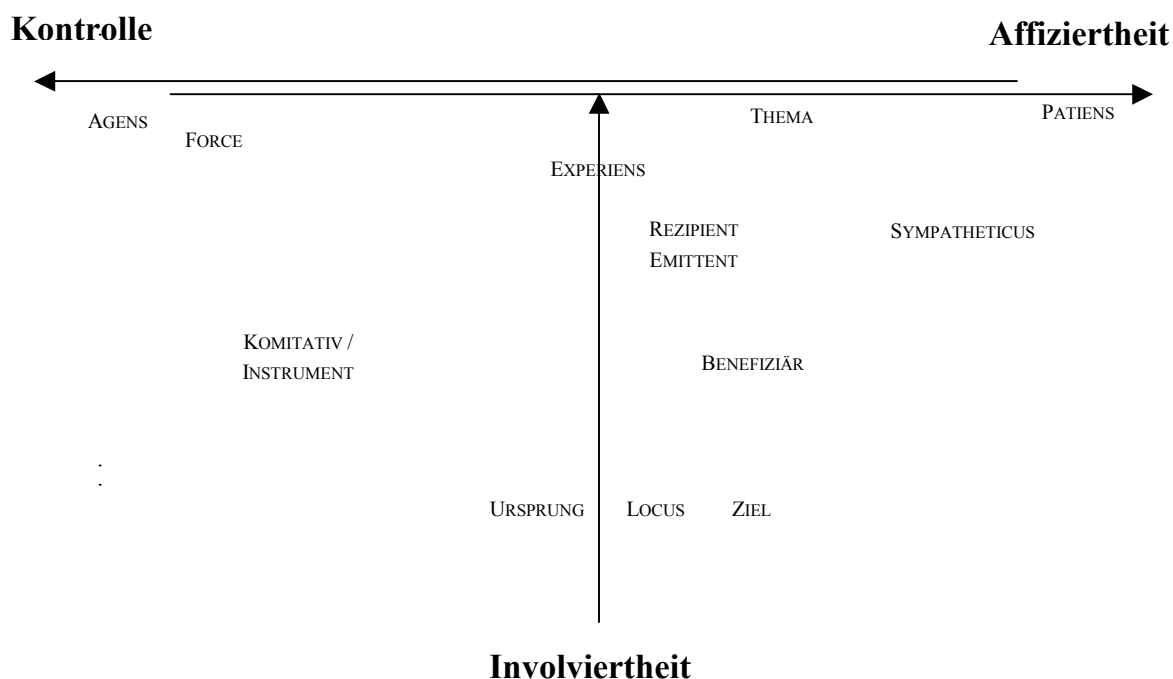 Kontrolle
Affiziertheit
AGENS
THEMA
PATIENS
FORCE
EXPERIENS
REZIPIENT
SYMPATHETICUS
EMITTENT
KOMITATIV /
INSTRUMENT
BENEFIZIÄR
URSPRUNG
LOCUS
ZIEL
Involviertheit